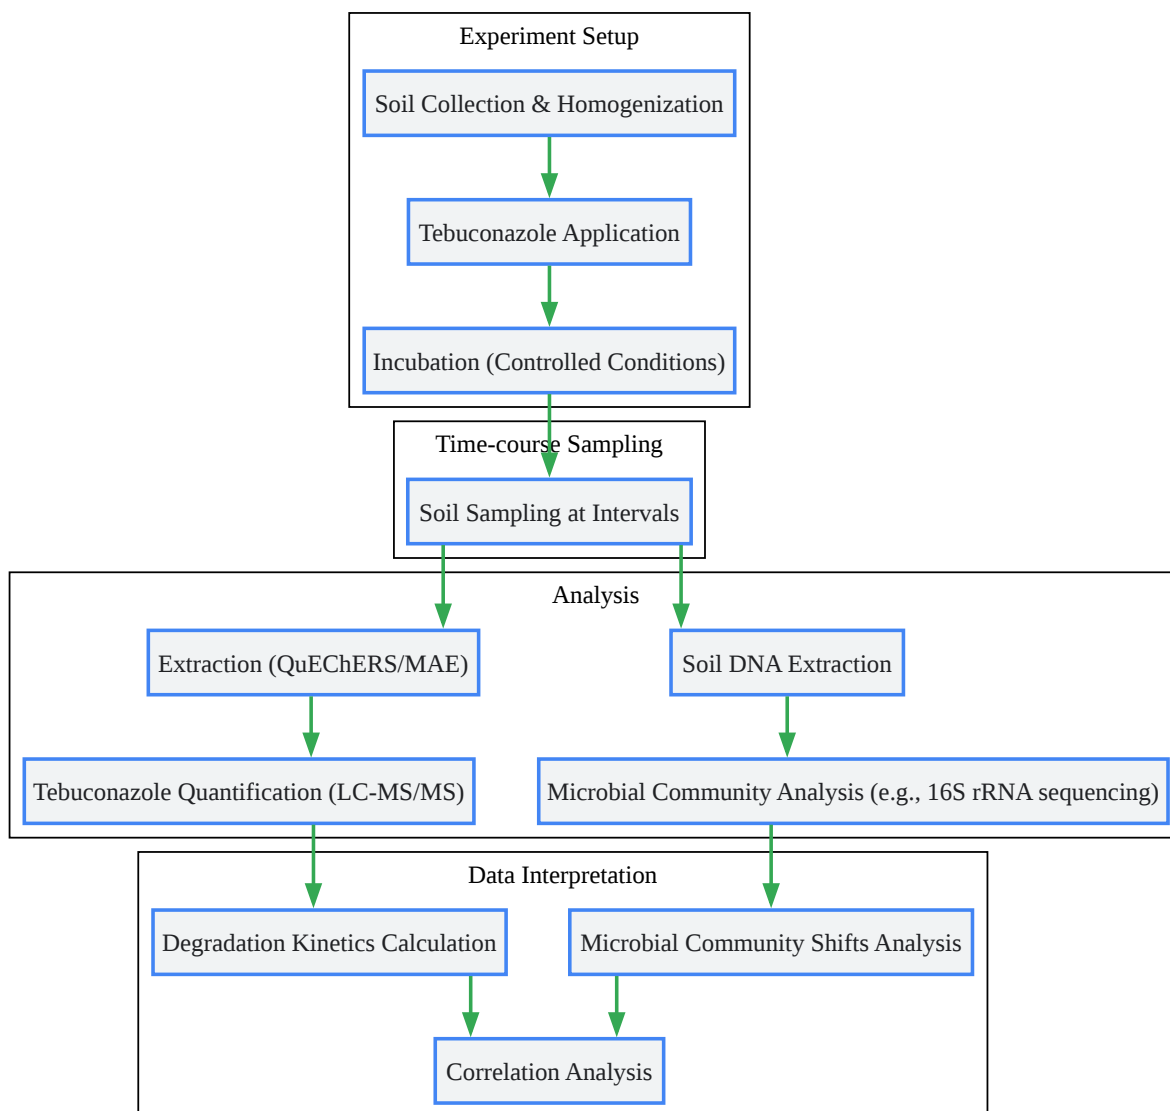 Experiment Setup
Soil Collection & Homogenization
Tebuconazole Application
Incubation (Controlled Conditions)
Time-course Sampling
Soil Sampling at Intervals
Analysis
Extraction (QuEChERS/MAE)
Soil DNA Extraction
Tebuconazole Quantification (LC-MS/MS)
Microbial Community Analysis (e.g., 16S rRNA sequencing)
Data Interpretation
Degradation Kinetics Calculation
Microbial Community Shifts Analysis
Correlation Analysis